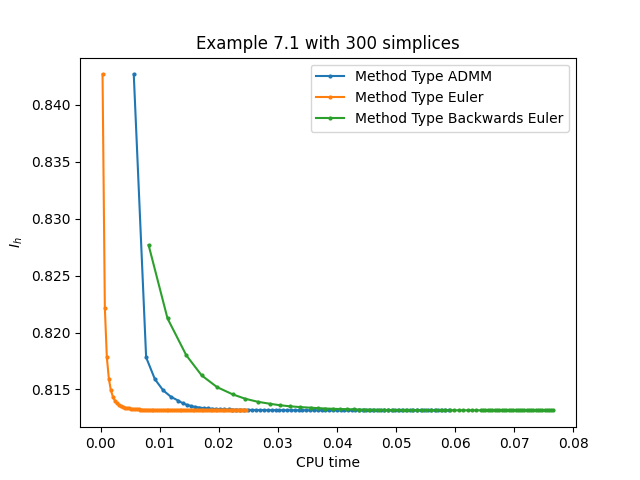 Example 7.1 with 300 simplices
Method Type ADMM
Method Type Euler
Method Type Backwards Euler
0.840
0.835
0.830
0.825
0.820
0.815
I_h
0.00 0.01 0.02 0.03 0.04 0.05 0.06 0.07 0.08
CPU time